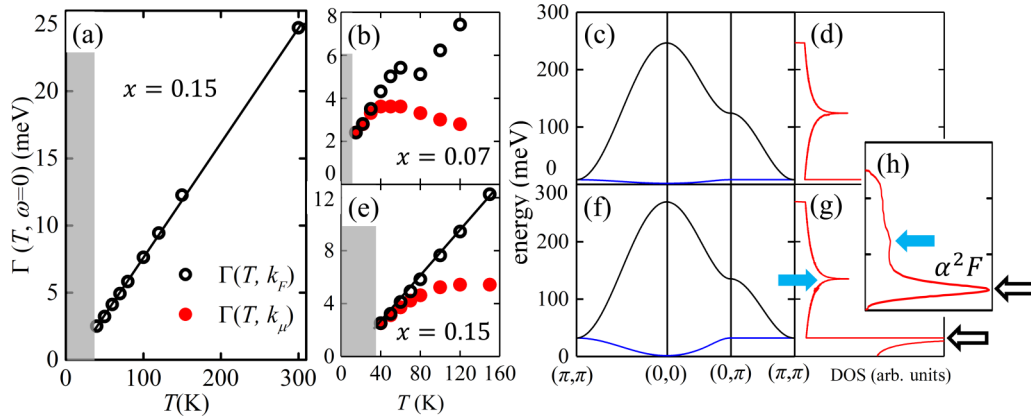 (a)
x = 0.15
Γ (T, ω=0) (meV)
25
20
15
10
5
0
0 100 200 300
T(K)
Γ(T, k_F)
Γ(T, k_μ)
(b)
8
6
4
2
0
x = 0.07
(e)
12
8
4
0
x = 0.15
0 40 80 120 160
T (K)
energy (meV)
(c)
300
200
100
0
(d)
(f)
300
200
100
0
(g)
(h)
α²F
(π,π) (0,0) (0,π) (π,π)
DOS (arb. units)